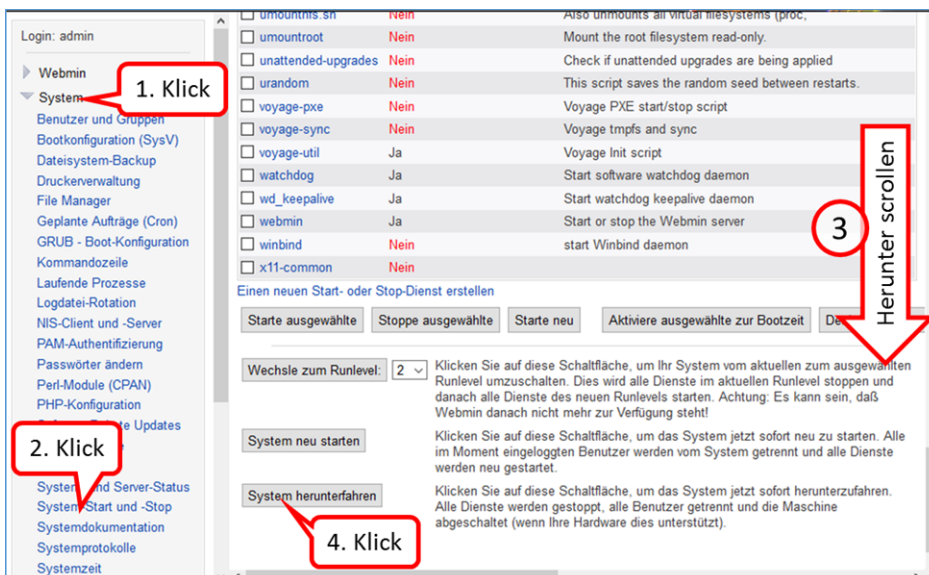 Login: admin
Webmin
System
1. Klick
Benutzer und Gruppen
Bootkonfiguration (SysV)
Dateisystem-Backup
Druckerverwaltung
File Manager
Geplante Aufträge (Cron)
GRUB - Boot-Konfiguration
Kommandozeile
Laufende Prozesse
Logdatei-Rotation
NIS-Client und -Server
PAM-Authentifizierung
Passwörter ändern
Perl-Module (CPAN)
PHP-Konfiguration
Updates
2. Klick
System und Server-Status
System Start und -Stop
Systemdokumentation
Systemprotokolle
Systemzeit
umountnfs.sh Nein Also unmounts all virtual filesystems (proc,
umountroot Nein Mount the root filesystem read-only.
unattended-upgrades Nein Check if unattended upgrades are being applied
urandom Nein This script saves the random seed between restarts.
voyage-pxe Nein Voyage PXE start/stop script
voyage-sync Nein Voyage tmpfs and sync
voyage-util Ja Voyage Init script
watchdog Ja Start software watchdog daemon
wd_keepalive Ja Start watchdog keepalive daemon
webmin Ja Start or stop the Webmin server
winbind Nein start Winbind daemon
x11-common Nein
3
Herunter scrollen
Einen neuen Start- oder Stop-Dienst erstellen
Starte ausgewählte Stoppe ausgewählte Starte neu Aktiviere ausgewählte zur Bootzeit
Wechsle zum Runlevel: 2
Klicken Sie auf diese Schaltfläche, um Ihr System vom aktuellen zum ausgewählten
Runlevel umzuschalten. Dies wird alle Dienste im aktuellen Runlevel stoppen und
danach alle Dienste des neuen Runlevels starten. Achtung: Es kann sein, daß
Webmin danach nicht mehr zur Verfügung steht!
System neu starten
Klicken Sie auf diese Schaltfläche, um das System jetzt sofort neu zu starten. Alle
im Moment eingeloggten Benutzer werden vom System getrennt und alle Dienste
werden neu gestartet.
System herunterfahren
Klicken Sie auf diese Schaltfläche, um das System jetzt sofort herunterzufahren.
Alle Dienste werden gestoppt, alle Benutzer getrennt und die Maschine
abgeschaltet (wenn Ihre Hardware dies unterstützt).
4. Klick